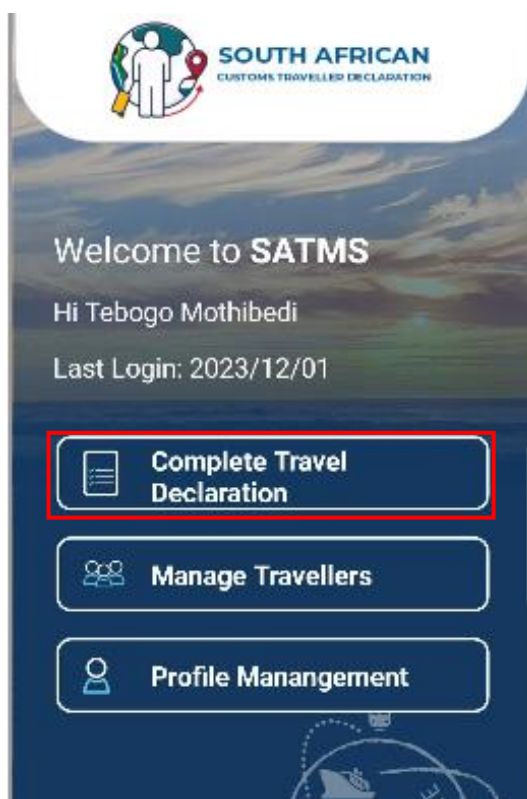 SOUTH AFRICAN
CUSTOMS TRAVELLER DECLARATION
Welcome to SATMS
Hi Tebogo Mothibedi
Last Login: 2023/12/01
Complete Travel
Declaration
Manage Travellers
Profile Manangement